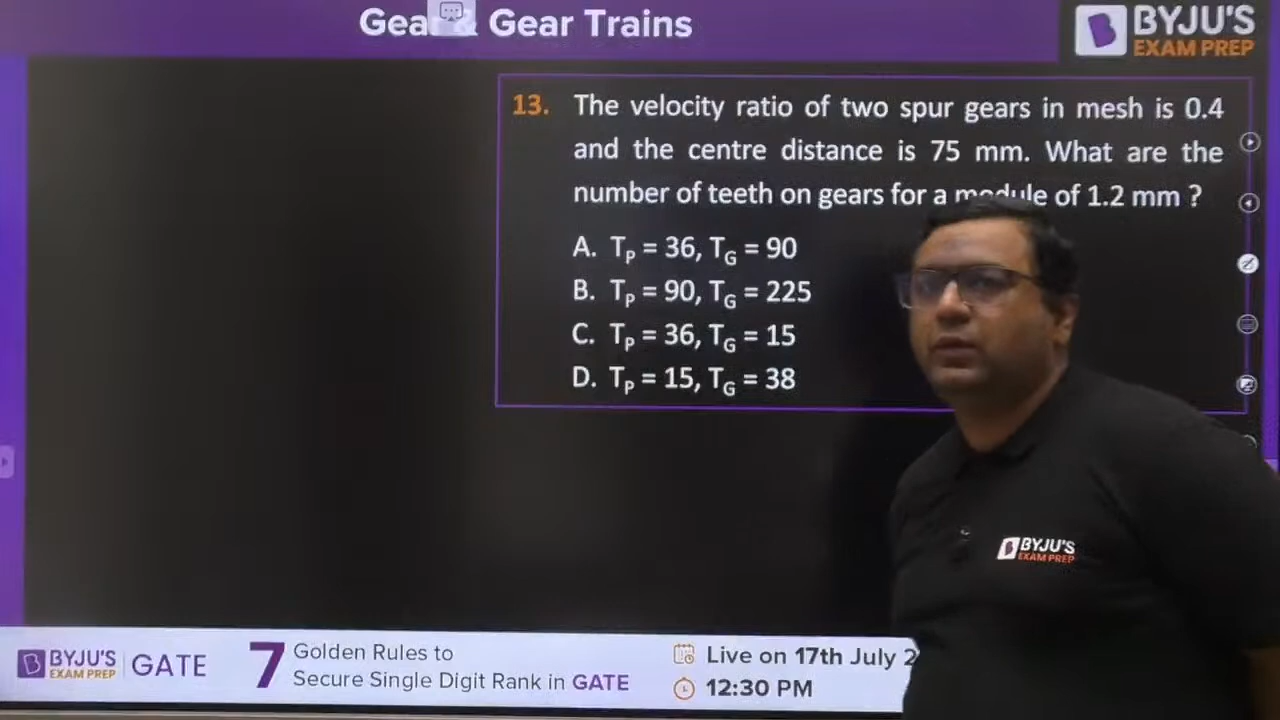 Gea & Gear Trains
BYJU'S
EXAM PREP
13. The velocity ratio of two spur gears in mesh is 0.4
and the centre distance is 75 mm. What are the
number of teeth on gears for a module of 1.2 mm ?
A. TP = 36, TG = 90
B. TP = 90, TG = 225
C. TP = 36, TG = 15
D. TP = 15, TG = 38
BYJU'S
EXAM PREP
BYJU'S
EXAM PREP
GATE
7 Golden Rules to
Secure Single Digit Rank in GATE
Live on 17th July 2
12:30 PM